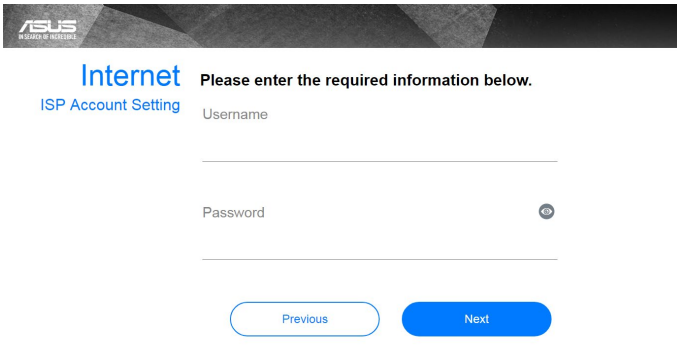 ASUS
IN SEARCH OF INCREDIBLE
Internet
ISP Account Setting
Please enter the required information below.
Username
Password
Previous
Next